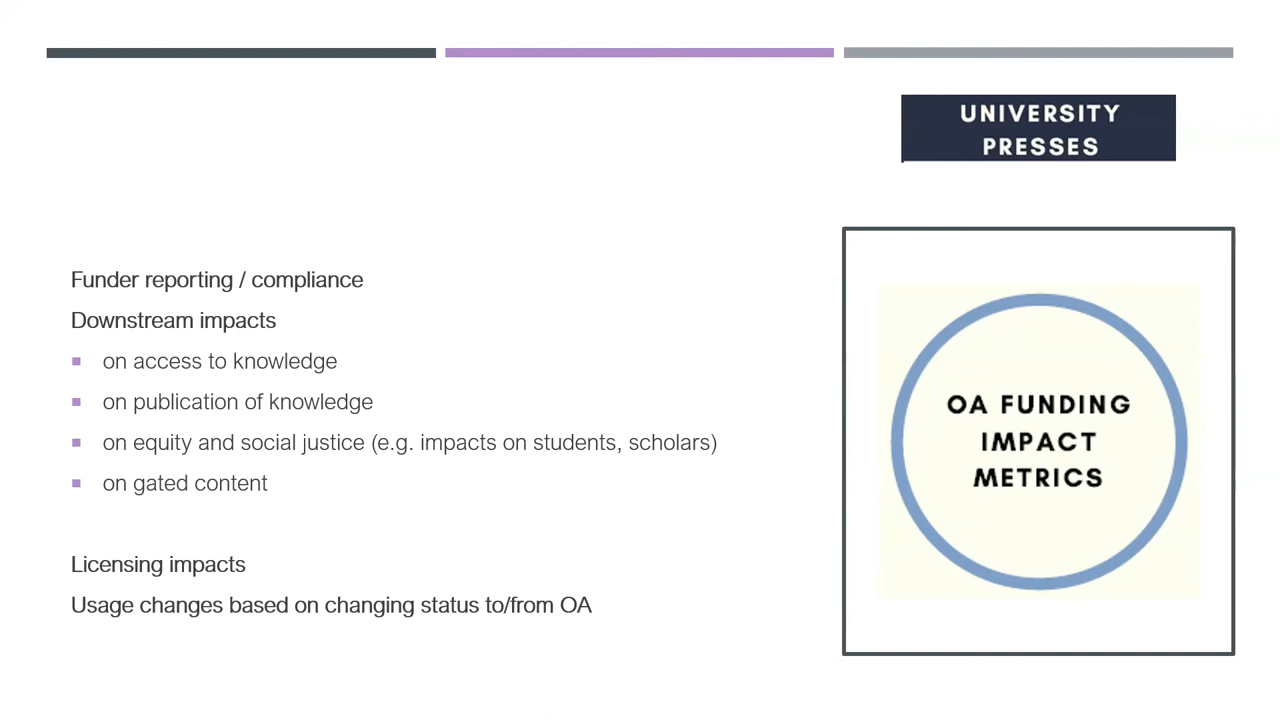 UNIVERSITY
PRESSES
Funder reporting / compliance
Downstream impacts
on access to knowledge
on publication of knowledge
on equity and social justice (e.g. impacts on students, scholars)
on gated content
Licensing impacts
Usage changes based on changing status to/from OA
OA FUNDING
IMPACT
METRICS